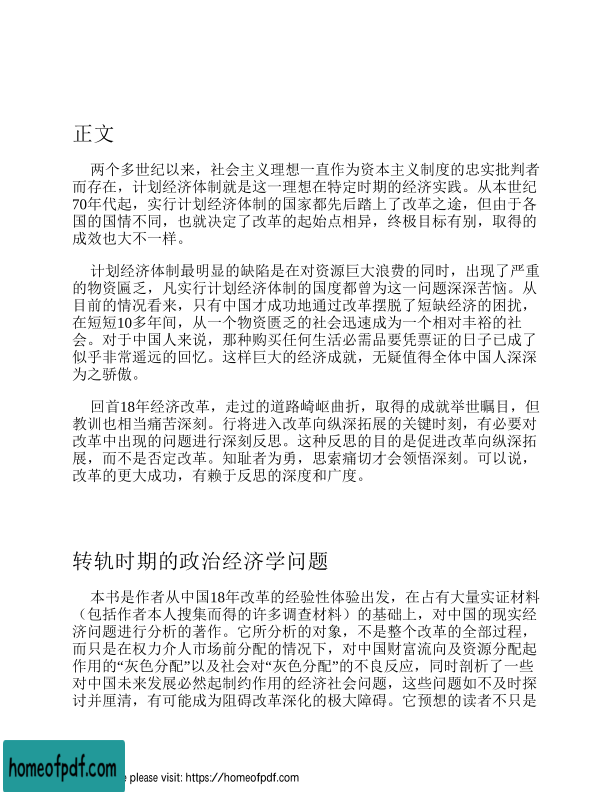 正文
两个多世纪以来，社会主义理想一直作为资本主义制度的忠实批判者
而存在，计划经济体制就是这一理想在特定时期的经济实践。从本世纪
70年代起，实行计划经济体制的国家都先后踏上了改革之途，但由于各
国的国情不同，也就决定了改革的起始点相异，终极目标有别，取得的
成效也大不一样。
计划经济体制最明显的缺陷是在对资源巨大浪费的同时，出现了严重
的物资匾乏，凡实行计划经济体制的国度都曾为这一问题深深苦恼。从
目前的情况看来，只有中国才成功地通过改革摆脱了短缺经济的困扰，
在短短10多年间，从一个物资匮乏的社会迅速成为一个相对丰裕的社
会。对于中国人来说，那种购买任何生活必需品要凭票证的日子已成了
似乎非常遥远的回忆。这样巨大的经济成就，无疑值得全体中国人深深
为之骄傲。
回首18年经济改革，走过的道路崎岖曲折，取得的成就举世瞩目，但
教训也相当痛苦深刻。行将进入改革向纵深拓展的关键时刻，有必要对
改革中出现的问题进行深刻反思。这种反思的目的是促进改革向纵深拓
展，而不是否定改革。知耻者为勇，思索痛切才会领悟深刻。可以说，
改革的更大成功，有赖于反思的深度和广度。
转轨时期的政治经济学问题
本书是作者从中国18年改革的经验性体验出发，在占有大量实证材料
（包括作者本人搜集而得的许多调查材料）的基础上，对中国的现实经
济问题进行分析的著作。它所分析的对象，不是整个改革的全部过程，
而只是在权力介人市场前分配的情况下，对中国财富流向及资源分配起
作用的“灰色分配”以及社会对“灰色分配”的不良反应，同时剖析了一些
对中国未来发展必然起制约作用的经济社会问题，这些问题如不及时探
讨并厘清，有可能成为阻碍改革深化的极大障碍。它预想的读者不只是
homeofpdf.com
e please visit: https://homeofpdf.com